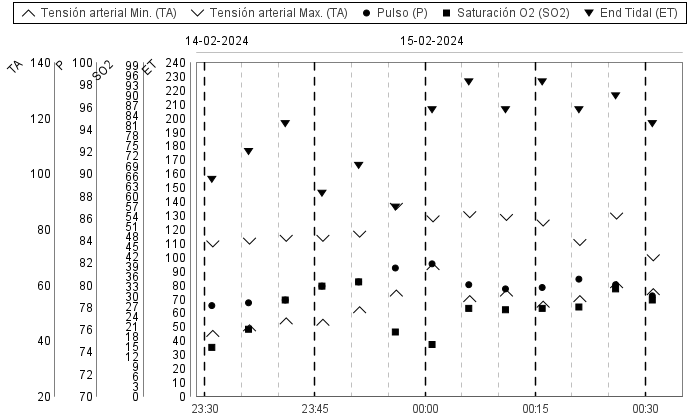 Tensión arterial Min. (TA) Tensión arterial Max. (TA) Pulso (P) Saturación O2 (SO2) End Tidal (ET)
14-02-2024 15-02-2024
TA P SO2 ET
140 120 100 80 60 40 20
100 98 96 94 92 90 88 86 84 82 80 78 76 74 72 70
99 96 93 90 87 84 81 78 75 72 69 66 63 60 57 54 51 48 45 42 39 36 33 30 27 24 21 18 15 12 9 6 3 0
240 230 220 210 200 190 180 170 160 150 140 130 120 110 100 90 80 70 60 50 40 30 20 10 0
23:30 23:45 00:00 00:15 00:30